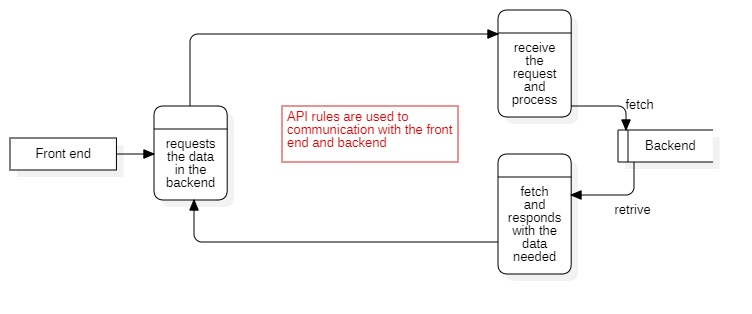 receive
the
request
and
process
fetch
API rules are used to
communication with the front
end and backend
requests
the data
in the
backend
Front end
Backend
fetch
and
responds
with the
data
needed
retrive